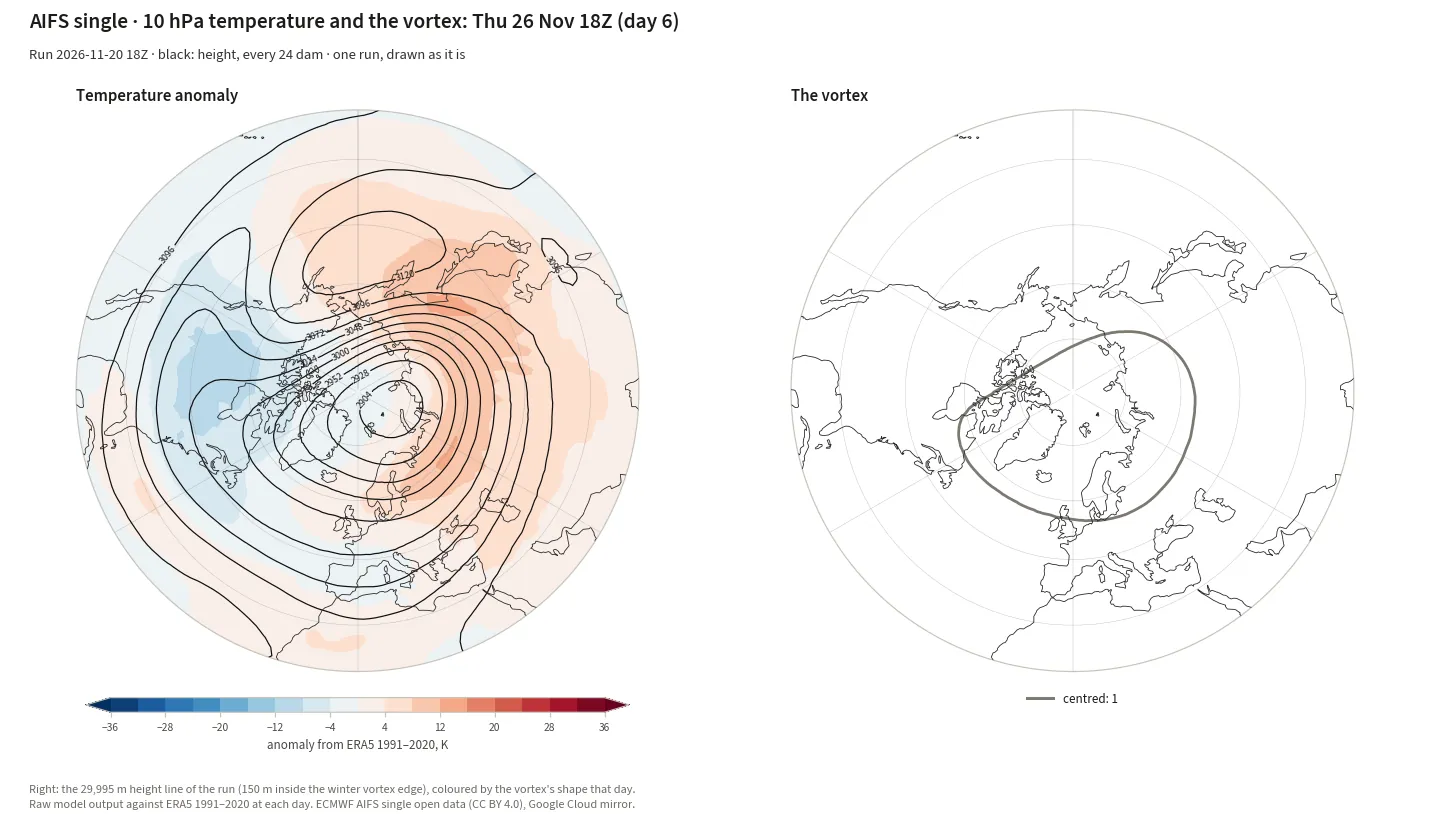 AIFS single · 10 hPa temperature and the vortex: Thu 26 Nov 18Z (day 6)
Run 2026-11-20 18Z · black: height, every 24 dam · one run, drawn as it is
Temperature anomaly
The vortex
3096
3096
3120
3096
3072
3048
3024
3000
2952
2928
2904
−36 −28 −20 −12 −4 4 12 20 28 36
anomaly from ERA5 1991–2020, K
centred: 1
Right: the 29,995 m height line of the run (150 m inside the winter vortex edge), coloured by the vortex's shape that day.
Raw model output against ERA5 1991–2020 at each day. ECMWF AIFS single open data (CC BY 4.0), Google Cloud mirror.